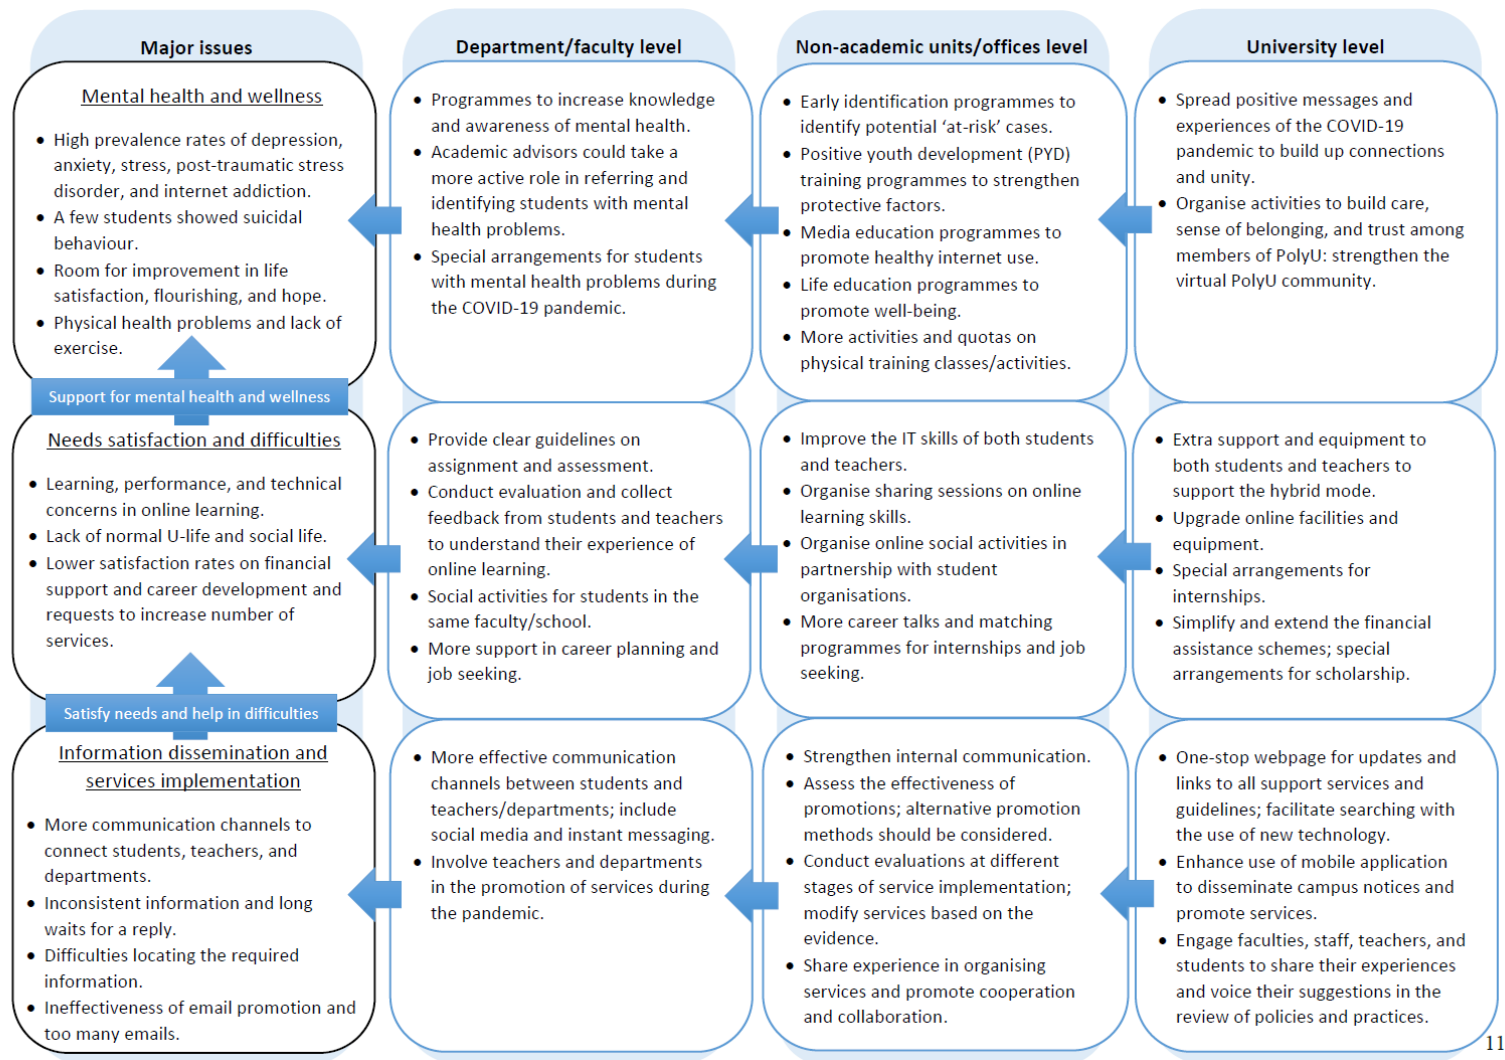 Major issues
Department/faculty level
Non-academic units/offices level
University level
Mental health and wellness
• High prevalence rates of depression,
anxiety, stress, post-traumatic stress
disorder, and internet addiction.
• A few students showed suicidal
behaviour.
• Room for improvement in life
satisfaction, flourishing, and hope.
• Physical health problems and lack of
exercise.
• Programmes to increase knowledge
and awareness of mental health.
• Academic advisors could take a
more active role in referring and
identifying students with mental
health problems.
• Special arrangements for students
with mental health problems during
the COVID-19 pandemic.
• Early identification programmes to
identify potential ‘at-risk’ cases.
• Positive youth development (PYD)
training programmes to strengthen
protective factors.
• Media education programmes to
promote healthy internet use.
• Life education programmes to
promote well-being.
• More activities and quotas on
physical training classes/activities.
• Spread positive messages and
experiences of the COVID-19
pandemic to build up connections
and unity.
• Organise activities to build care,
sense of belonging, and trust among
members of PolyU: strengthen the
virtual PolyU community.
Support for mental health and wellness
Needs satisfaction and difficulties
• Learning, performance, and technical
concerns in online learning.
• Lack of normal U-life and social life.
• Lower satisfaction rates on financial
support and career development and
requests to increase number of
services.
• Provide clear guidelines on
assignment and assessment.
• Conduct evaluation and collect
feedback from students and teachers
to understand their experience of
online learning.
• Social activities for students in the
same faculty/school.
• More support in career planning and
job seeking.
• Improve the IT skills of both students
and teachers.
• Organise sharing sessions on online
learning skills.
• Organise online social activities in
partnership with student
organisations.
• More career talks and matching
programmes for internships and job
seeking.
• Extra support and equipment to
both students and teachers to
support the hybrid mode.
• Upgrade online facilities and
equipment.
• Special arrangements for
internships.
• Simplify and extend the financial
assistance schemes; special
arrangements for scholarship.
Satisfy needs and help in difficulties
Information dissemination and
services implementation
• More communication channels to
connect students, teachers, and
departments.
• Inconsistent information and long
waits for a reply.
• Difficulties locating the required
information.
• Ineffectiveness of email promotion and
too many emails.
• More effective communication
channels between students and
teachers/departments; include
social media and instant messaging.
• Involve teachers and departments
in the promotion of services during
the pandemic.
• Strengthen internal communication.
• Assess the effectiveness of
promotions; alternative promotion
methods should be considered.
• Conduct evaluations at different
stages of service implementation;
modify services based on the
evidence.
• Share experience in organising
services and promote cooperation
and collaboration.
• One-stop webpage for updates and
links to all support services and
guidelines; facilitate searching with
the use of new technology.
• Enhance use of mobile application
to disseminate campus notices and
promote services.
• Engage faculties, staff, teachers, and
students to share their experiences
and voice their suggestions in the
review of policies and practices.
11